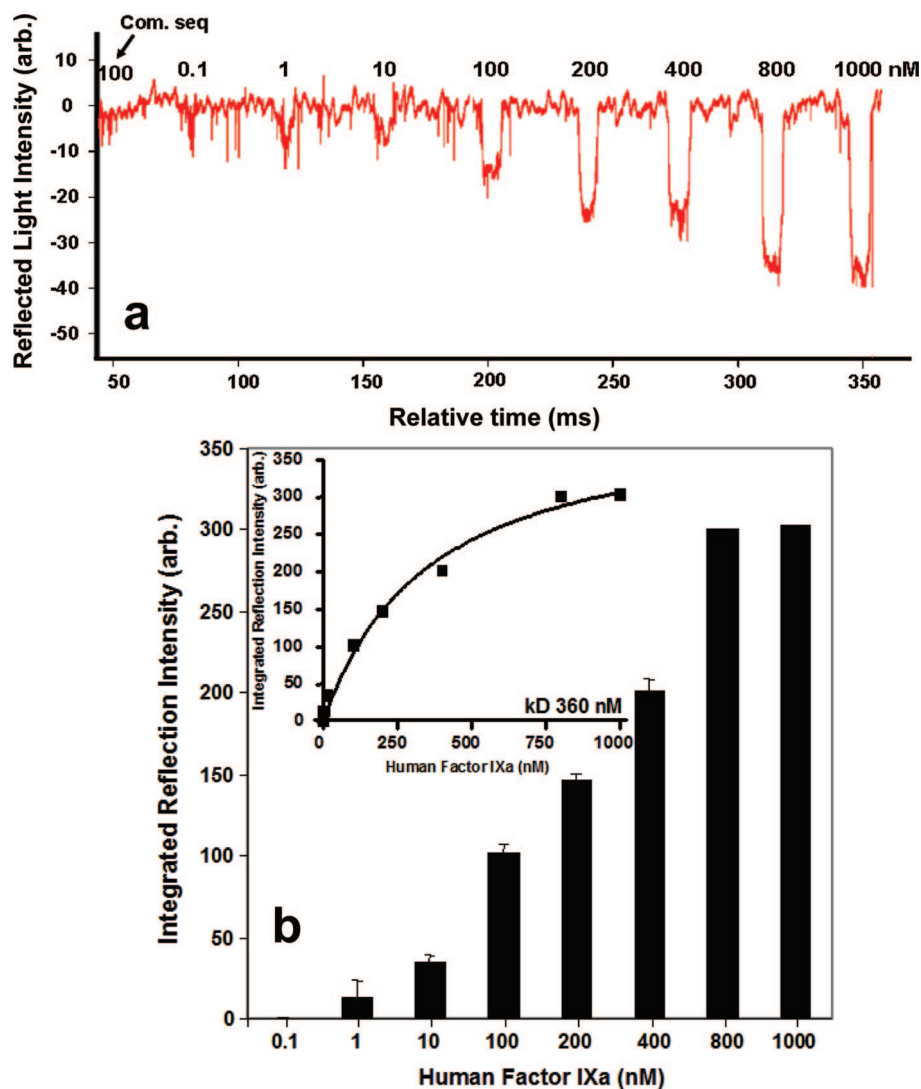 Com. seq
100 0.1 1 10 100 200 400 800 1000 nM
Reflected Light Intensity (arb.)
10
0
-10
-20
-30
-40
-50
a
50 100 150 200 250 300 350
Relative time (ms)
Integrated Reflection Intensity (arb.)
350
300
250
200
150
100
50
0
Integrated Reflection Intensity (arb.)
350
300
250
200
150
100
50
0
kD 360 nM
0 250 500 750 1000
Human Factor IXa (nM)
b
0.1 1 10 100 200 400 800 1000
Human Factor IXa (nM)